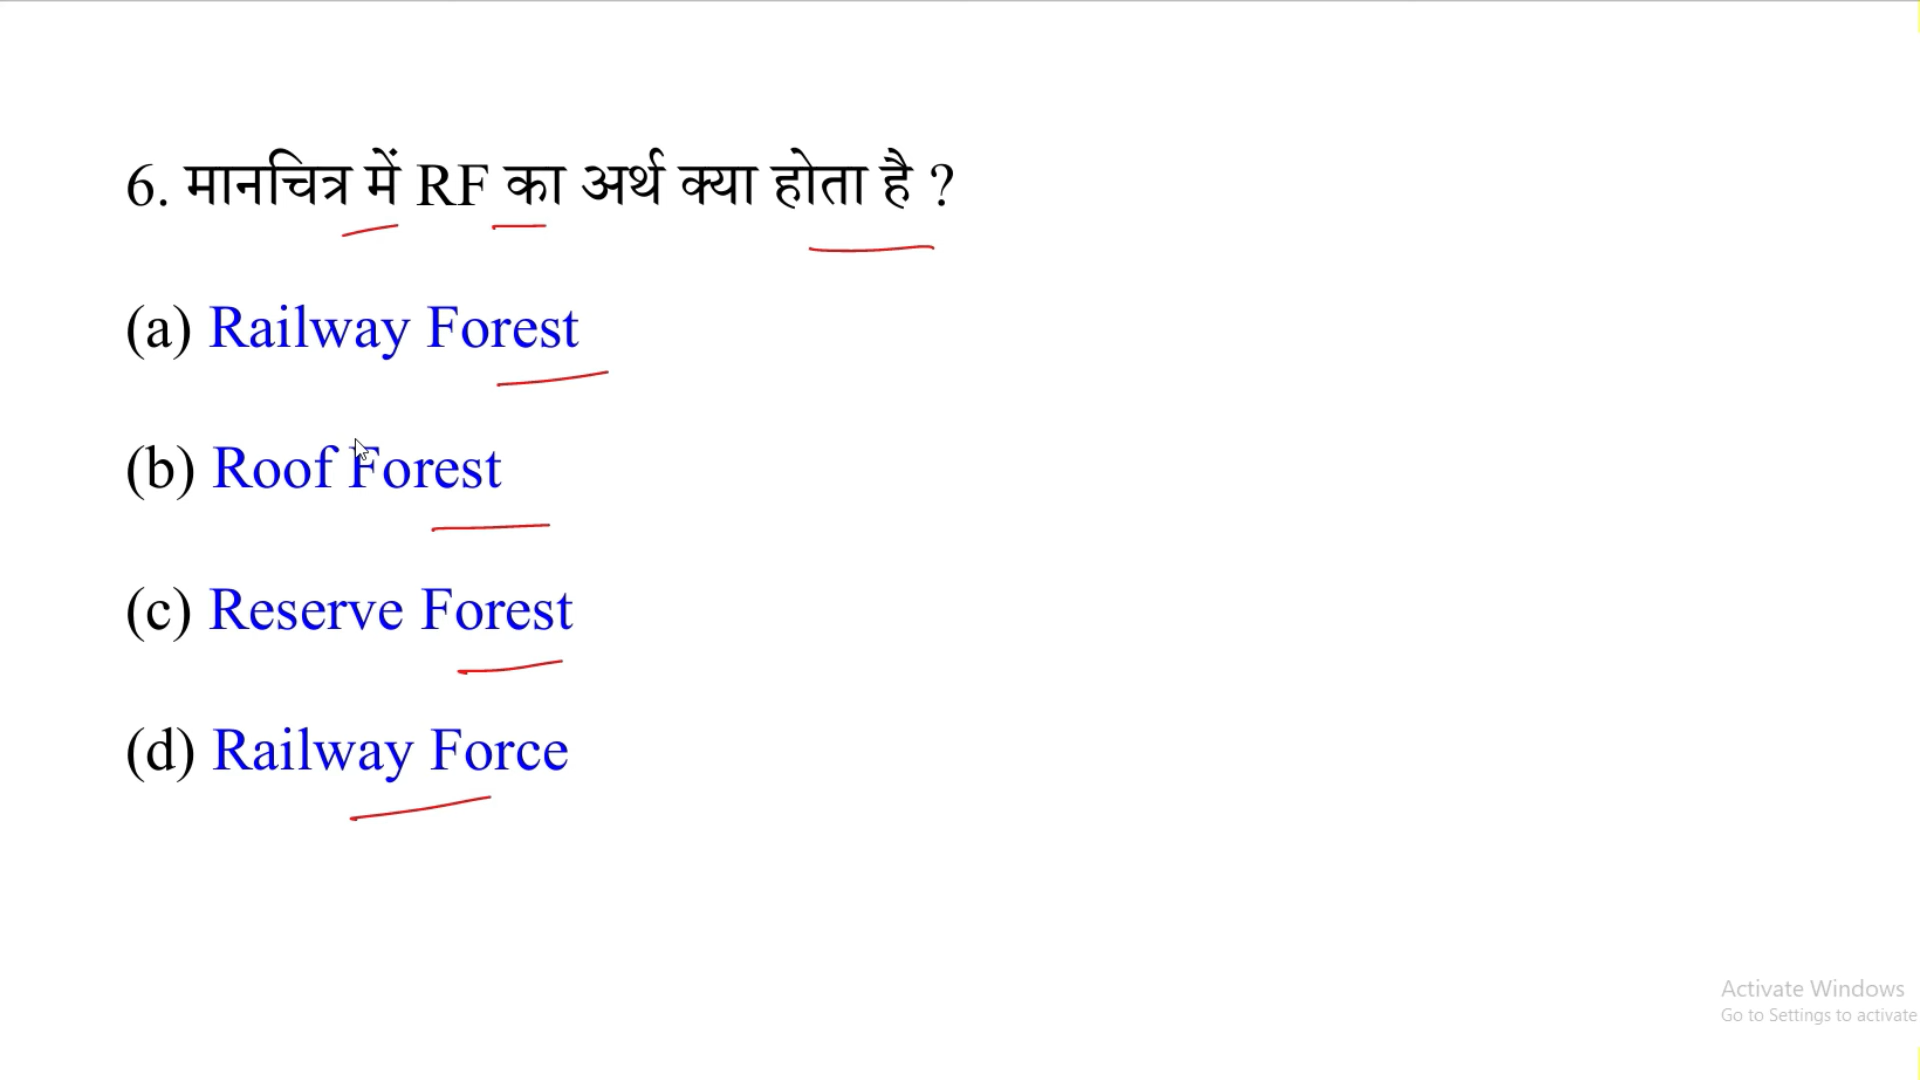 6. मानचित्र में RF का अर्थ क्या होता है ?
(a) Railway Forest
(b) Roof Forest
(c) Reserve Forest
(d) Railway Force
Activate Windows
Go to Settings to activate